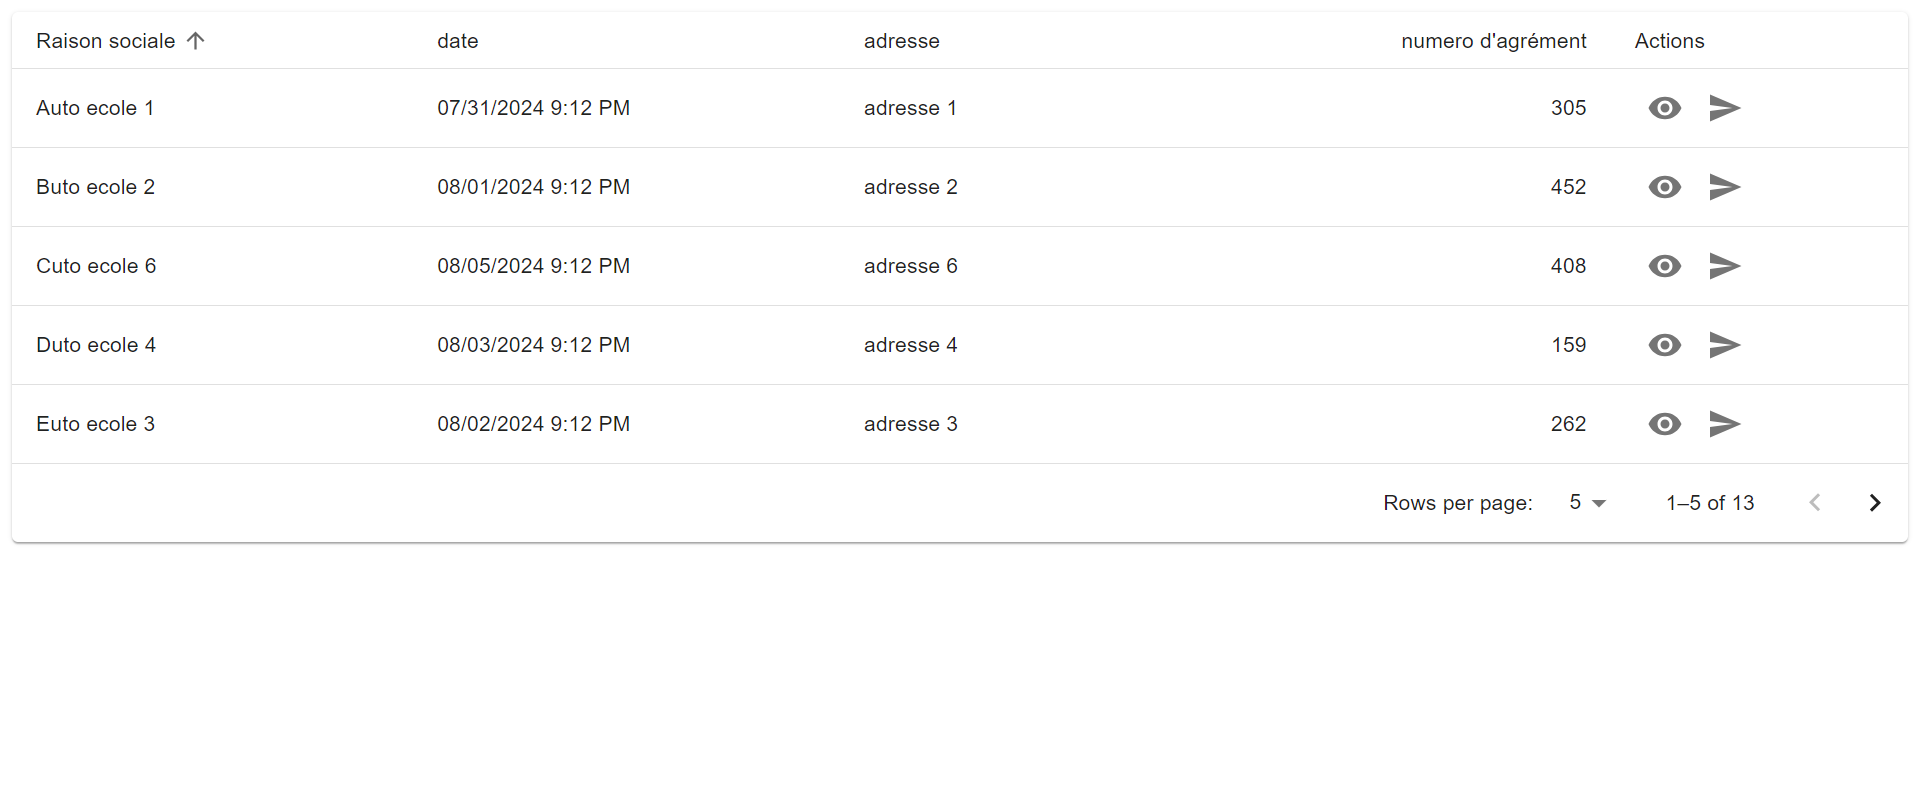 Raison sociale date adresse numero d'agrément Actions
Auto ecole 1 07/31/2024 9:12 PM adresse 1 305
Buto ecole 2 08/01/2024 9:12 PM adresse 2 452
Cuto ecole 6 08/05/2024 9:12 PM adresse 6 408
Duto ecole 4 08/03/2024 9:12 PM adresse 4 159
Euto ecole 3 08/02/2024 9:12 PM adresse 3 262
Rows per page: 5 1–5 of 13